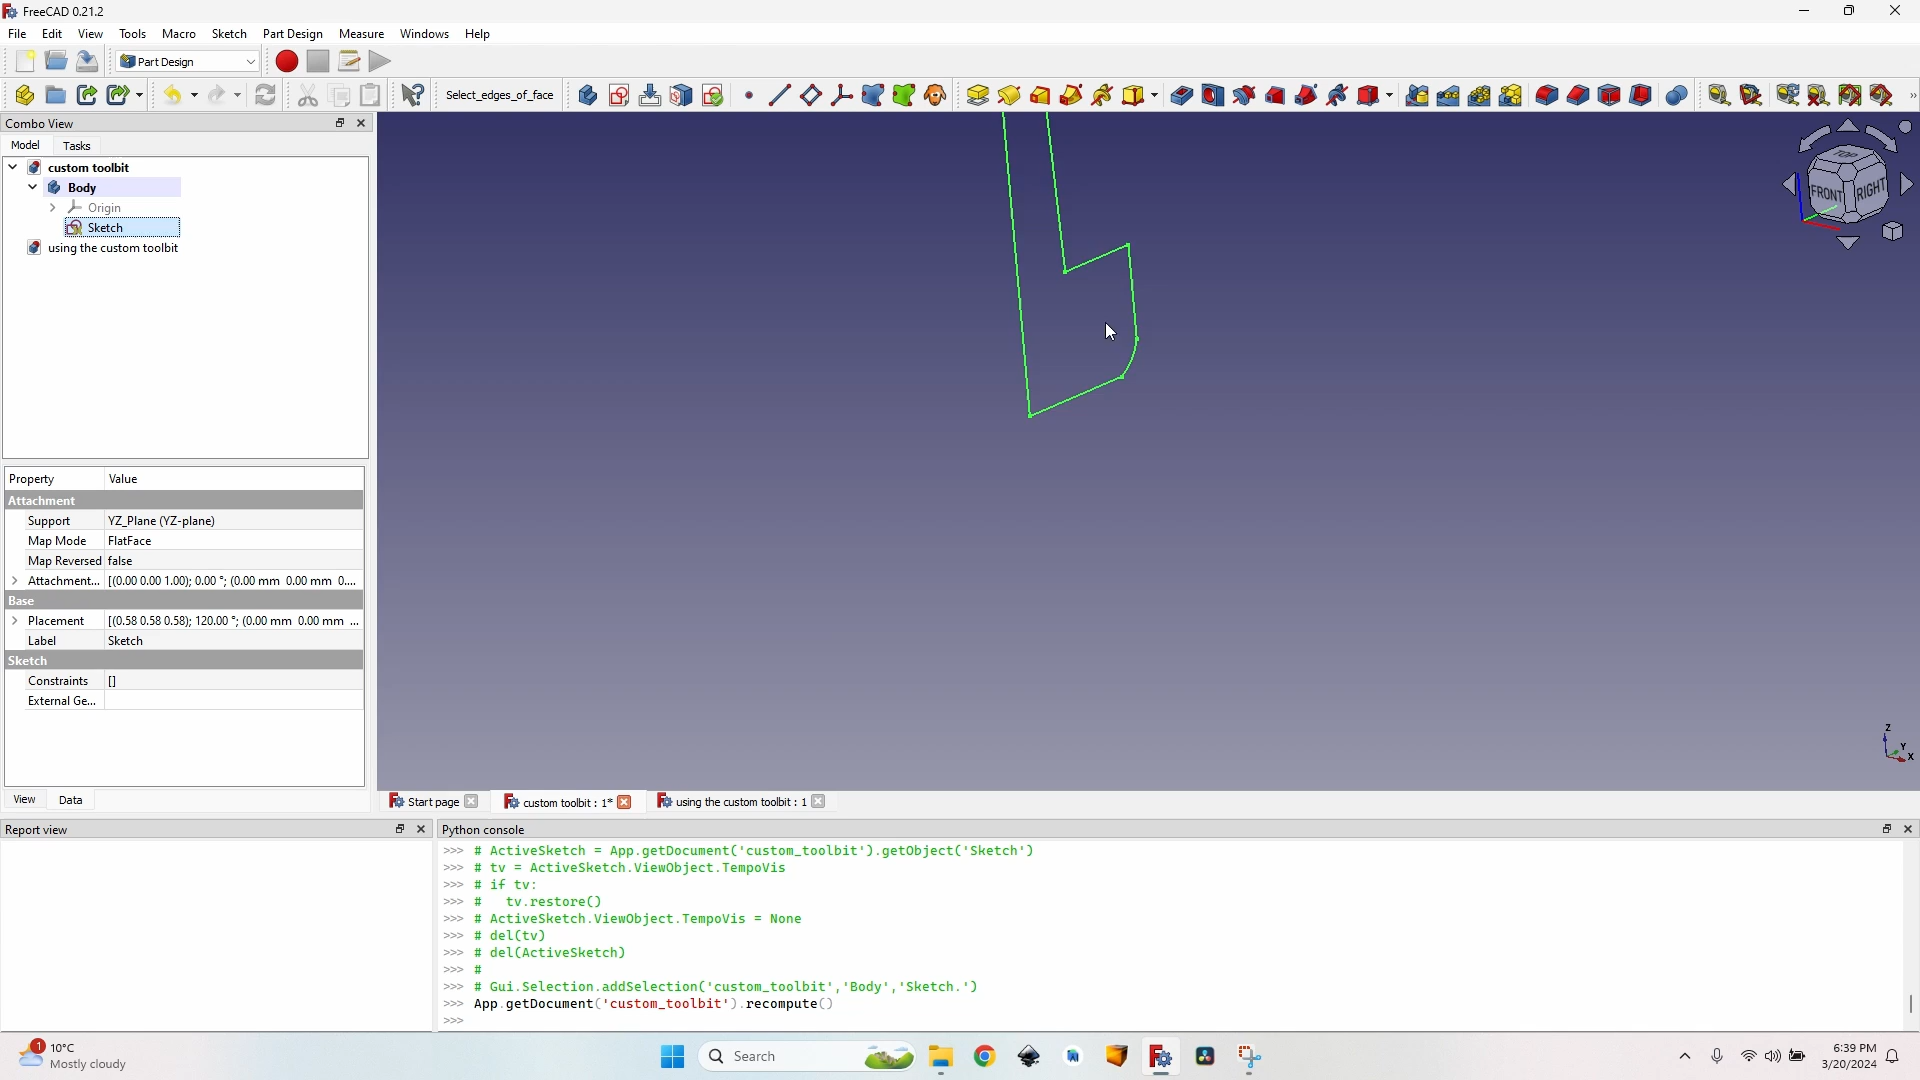 FreeCAD 0.21.2
File Edit View Tools Macro Sketch Part Design Measure Windows Help
Part Design
Select_edges_of_face
Combo View
Model Tasks
custom toolbit
Body
Origin
Sketch
using the custom toolbit
TOP
FRONT RIGHT
Property Value
Attachment
Support YZ_Plane (YZ-plane)
Map Mode FlatFace
Map Reversed false
Attachment... [(0.00 0.00 1.00); 0.00 °; (0.00 mm 0.00 mm 0....
Base
Placement [(0.58 0.58 0.58); 120.00 °; (0.00 mm 0.00 mm ...
Label Sketch
Sketch
Constraints []
External Ge...
Z
Y
X
View Data
Start page custom toolbit : 1* using the custom toolbit : 1
Report view
Python console
>>> # ActiveSketch = App.getDocument('custom_toolbit').getObject('Sketch')
>>> # tv = ActiveSketch.ViewObject.TempoVis
>>> # if tv:
>>> #   tv.restore()
>>> # ActiveSketch.ViewObject.TempoVis = None
>>> # del(tv)
>>> # del(ActiveSketch)
>>> #
>>> # Gui.Selection.addSelection('custom_toolbit','Body','Sketch.')
>>> App.getDocument('custom_toolbit').recompute()
>>>
1
10°C
Mostly cloudy
Search
6:39 PM
3/20/2024